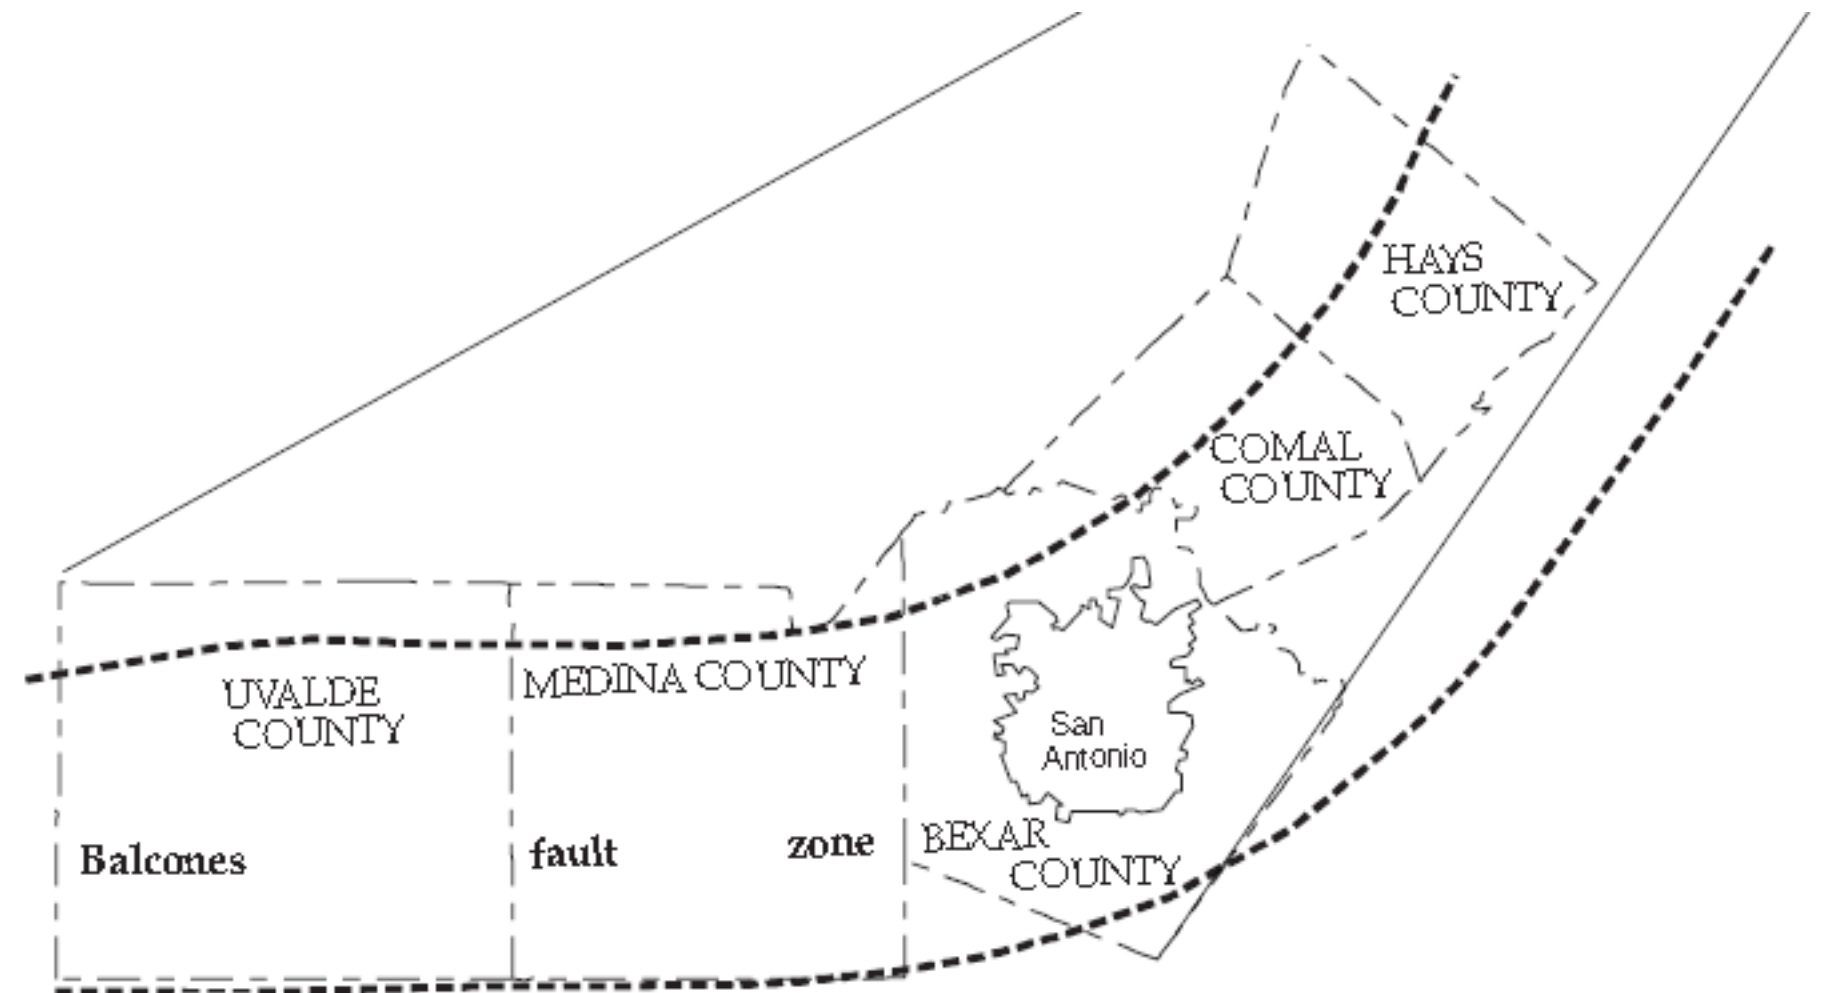 HAYS
COUNTY
COMAL
COUNTY
UVALDE
COUNTY
MEDINA COUNTY
San
Antonio
Balcones fault zone
BEXAR
COUNTY